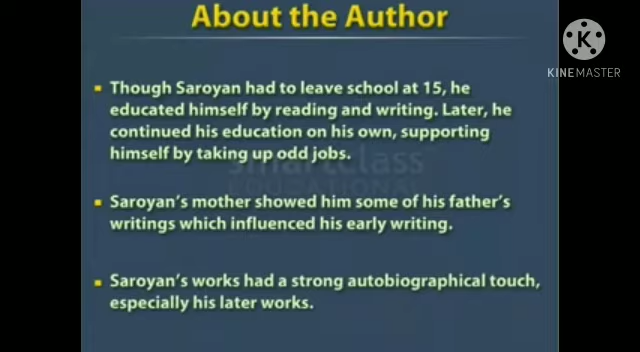 About the Author
K
KINEMASTER
Though Saroyan had to leave school at 15, he
educated himself by reading and writing. Later, he
continued his education on his own, supporting
himself by taking up odd jobs.
smartclass
EDUCATIONAL
Saroyan's mother showed him some of his father's
writings which influenced his early writing.
Saroyan's works had a strong autobiographical touch,
especially his later works.